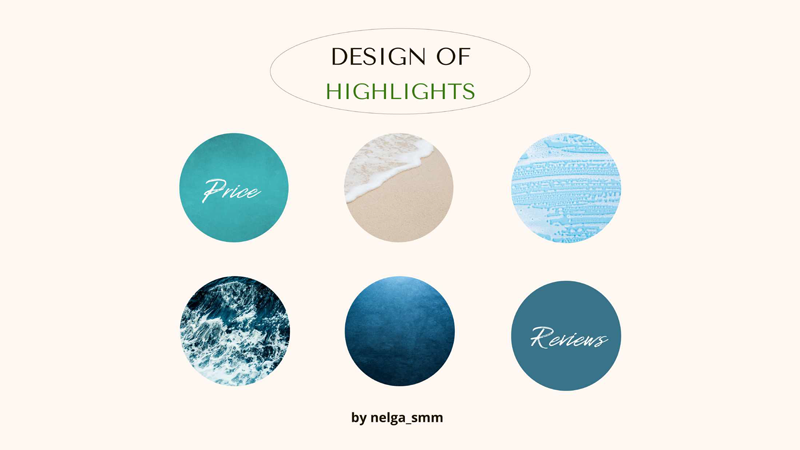 DESIGN OF
HIGHLIGHTS
Price
Reviews
by nelga_smm